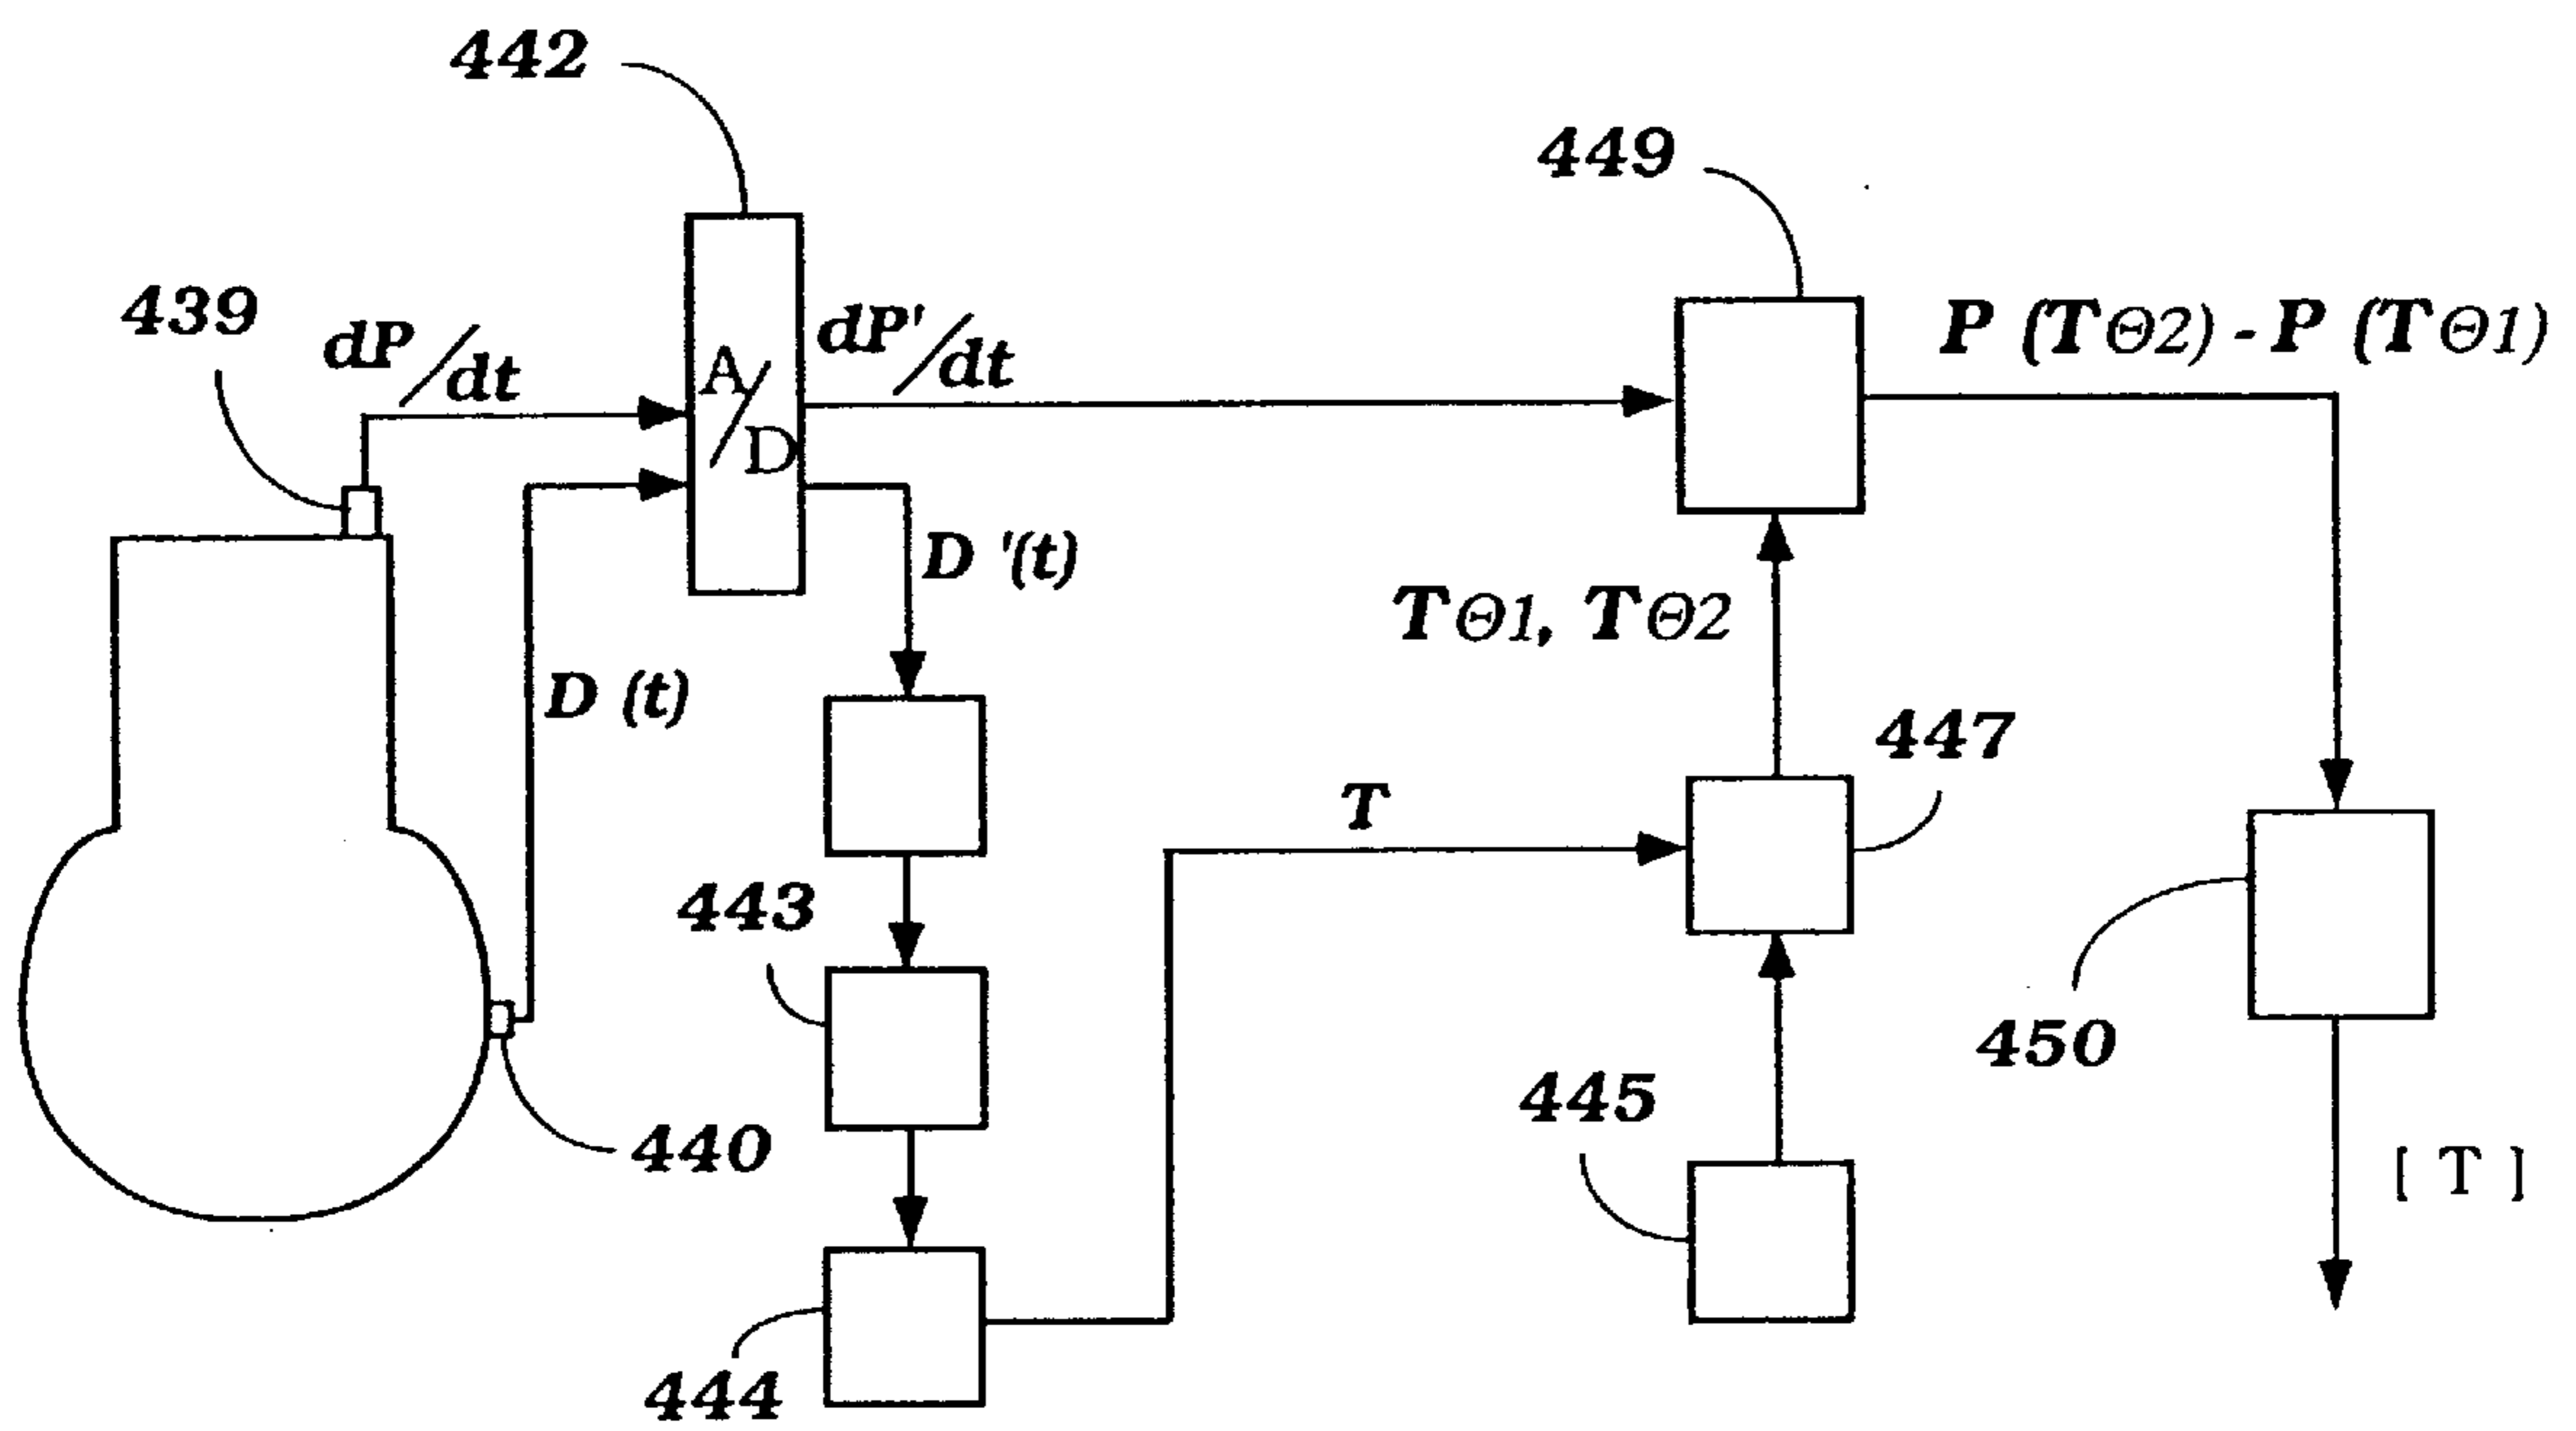 442
449
439
dP/dt
A/D
dP'/dt
P (TΘ2) - P (TΘ1)
D '(t)
TΘ1, TΘ2
D (t)
447
T
443
450
445
440
[ T ]
444